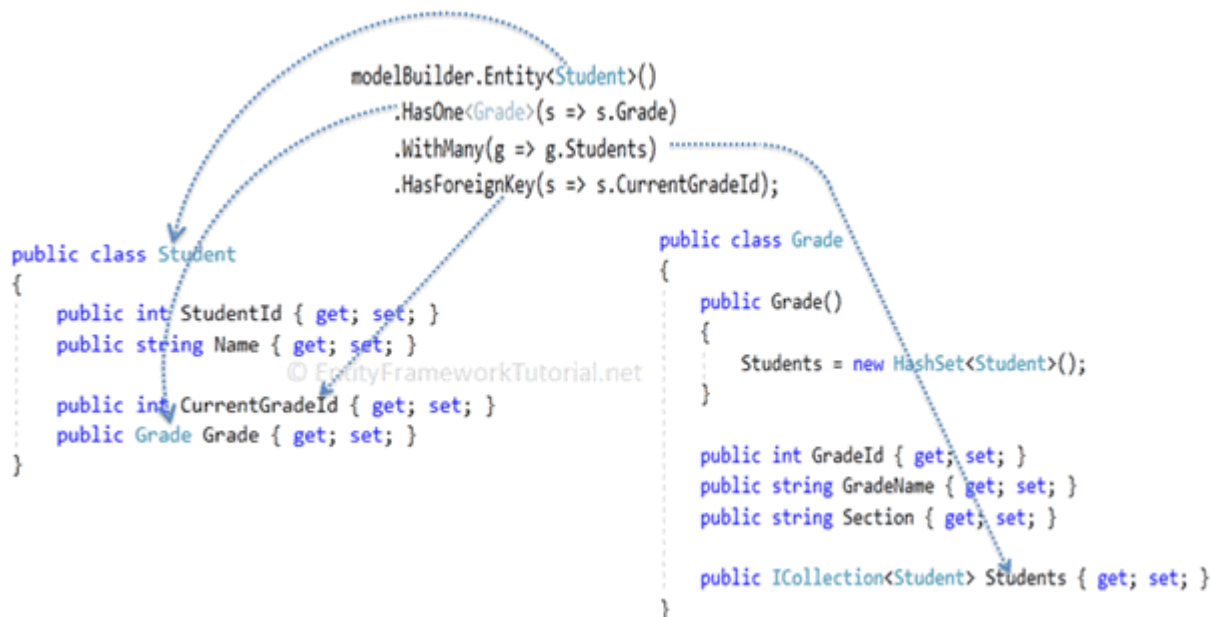 modelBuilder.Entity<Student>()
.HasOne<Grade>(s => s.Grade)
.WithMany(g => g.Students)
.HasForeignKey(s => s.CurrentGradeId);
public class Student
{
public int StudentId { get; set; }
public string Name { get; set; }
© EntityFrameworkTutorial.net
public int CurrentGradeId { get; set; }
public Grade Grade { get; set; }
}
public class Grade
{
public Grade()
{
Students = new HashSet<Student>();
}
public int GradeId { get; set; }
public string GradeName { get; set; }
public string Section { get; set; }
public ICollection<Student> Students { get; set; }
}